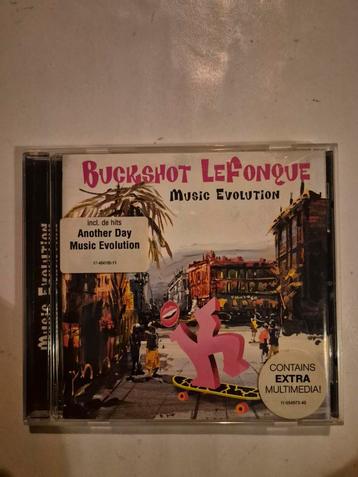 BUCKSHOT LEFONQUE
MUSIC EVOLUTION
incl. de hits
Another Day
Music Evolution
Music Evolution
CONTAINS
EXTRA
MULTIMEDIA!